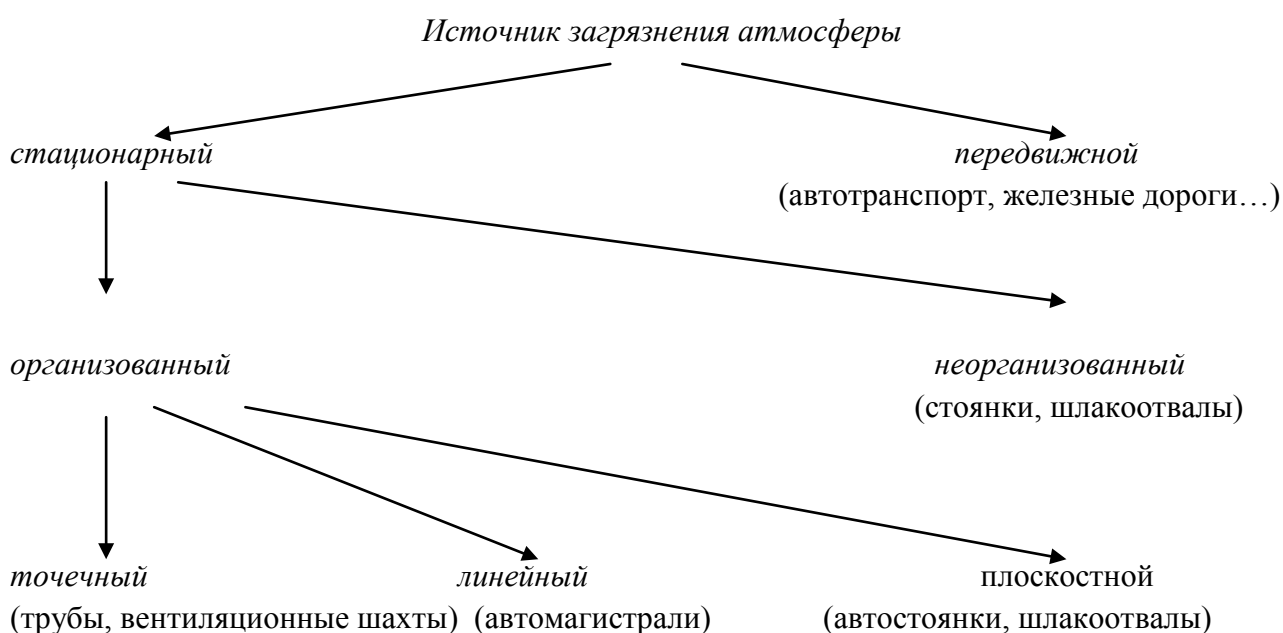 Источник загрязнения атмосферы
стационарный передвижной
(автотранспорт, железные дороги…)
организованный неорганизованный
(стоянки, шлакоотвалы)
точечный линейный плоскостной
(трубы, вентиляционные шахты) (автомагистрали) (автостоянки, шлакоотвалы)